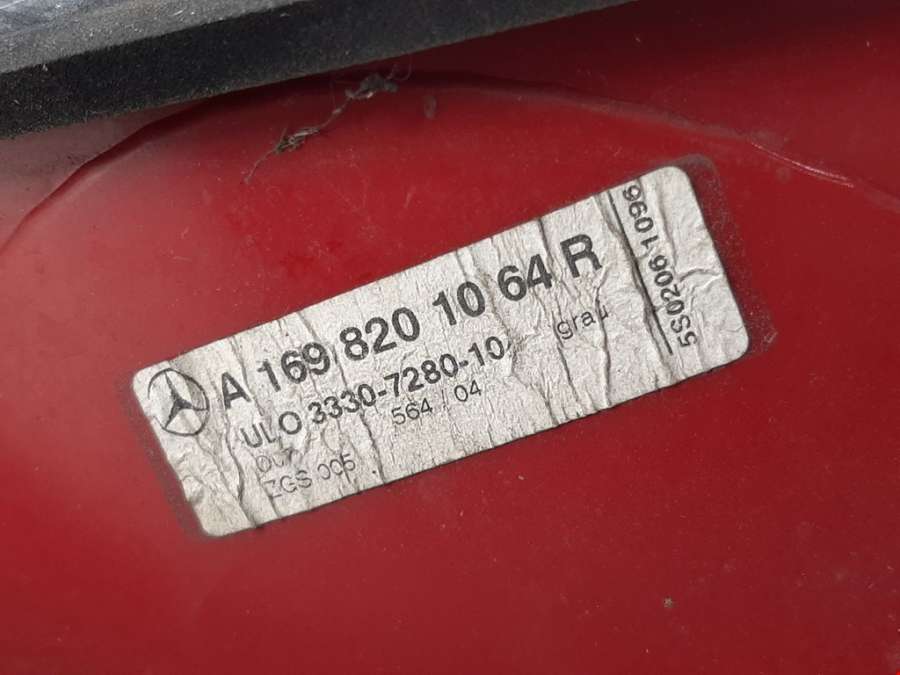 A 169 820 10 64 R
ULO 3330-7280-10 grau
564 / 04
ZGS 005
5S0206 1096